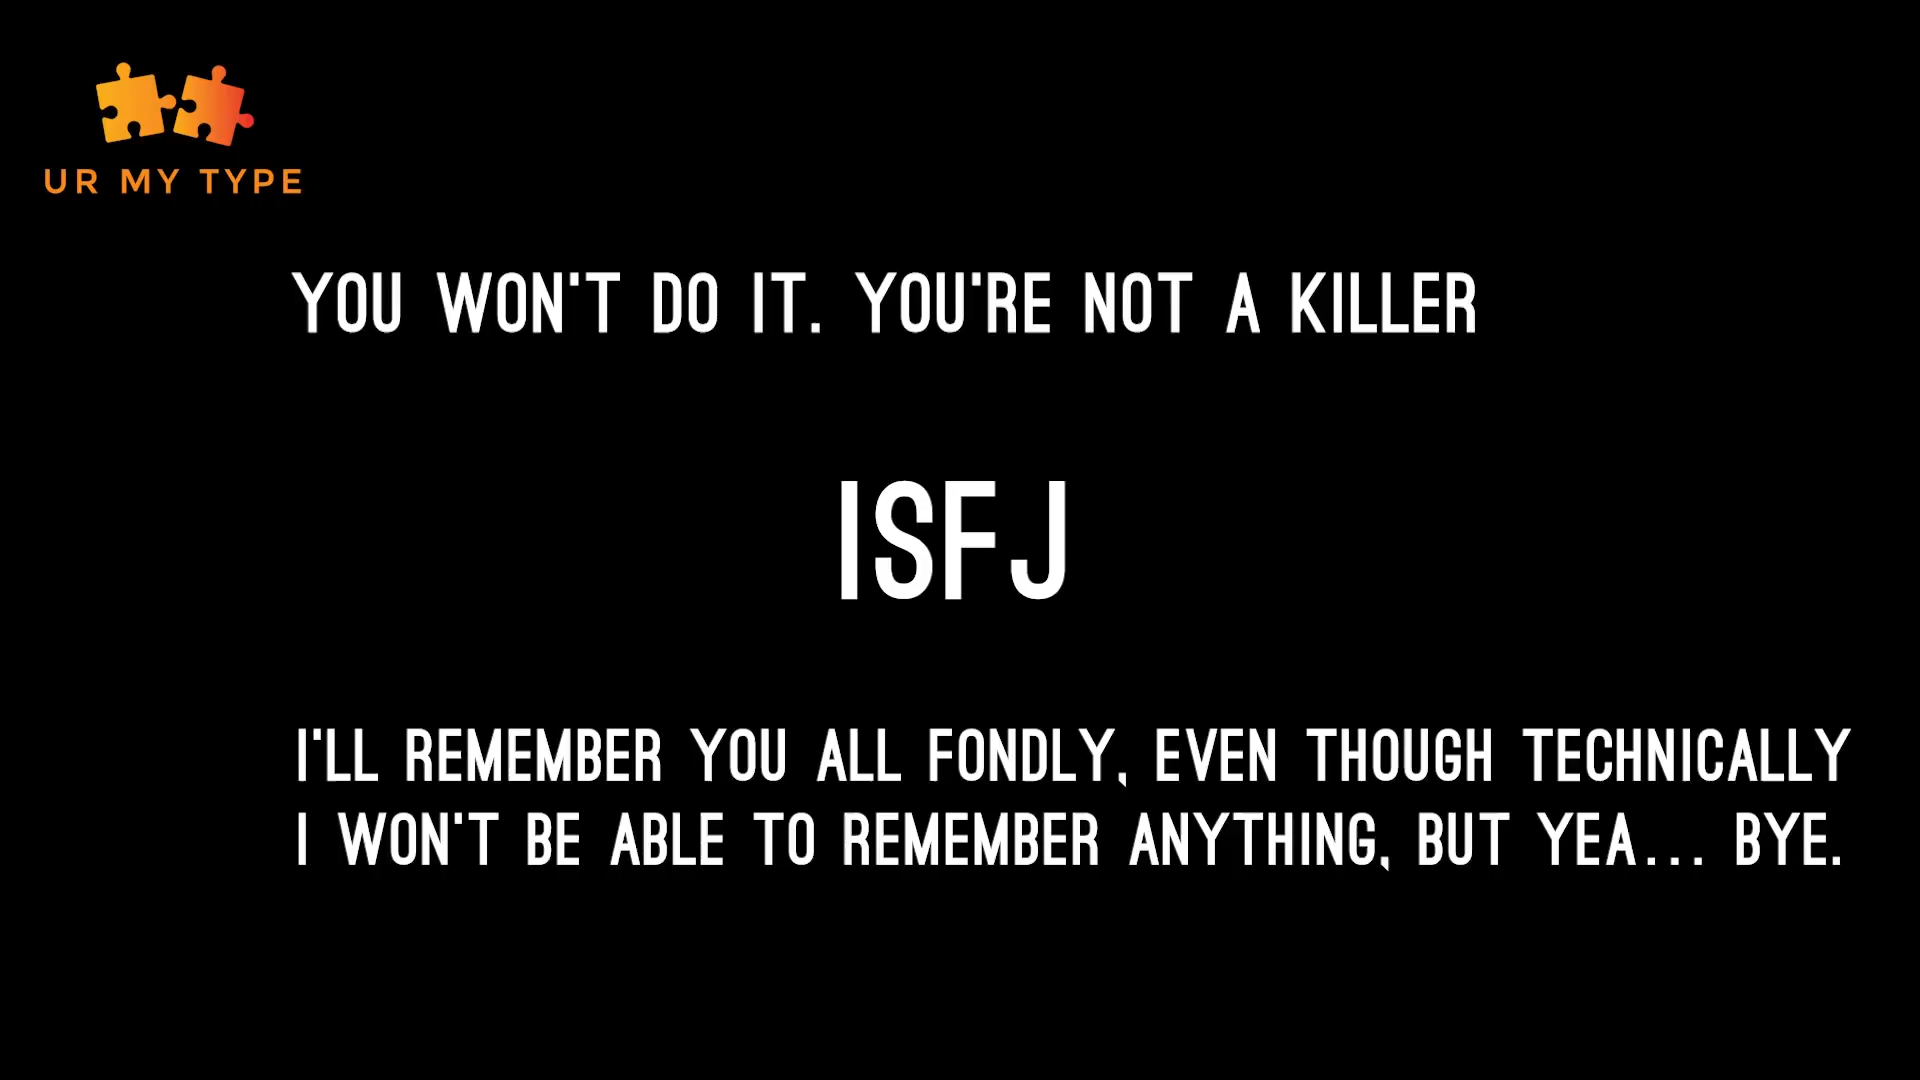 UR MY TYPE
YOU WON'T DO IT. YOU'RE NOT A KILLER
ISFJ
I'LL REMEMBER YOU ALL FONDLY, EVEN THOUGH TECHNICALLY
I WON'T BE ABLE TO REMEMBER ANYTHING, BUT YEA... BYE.